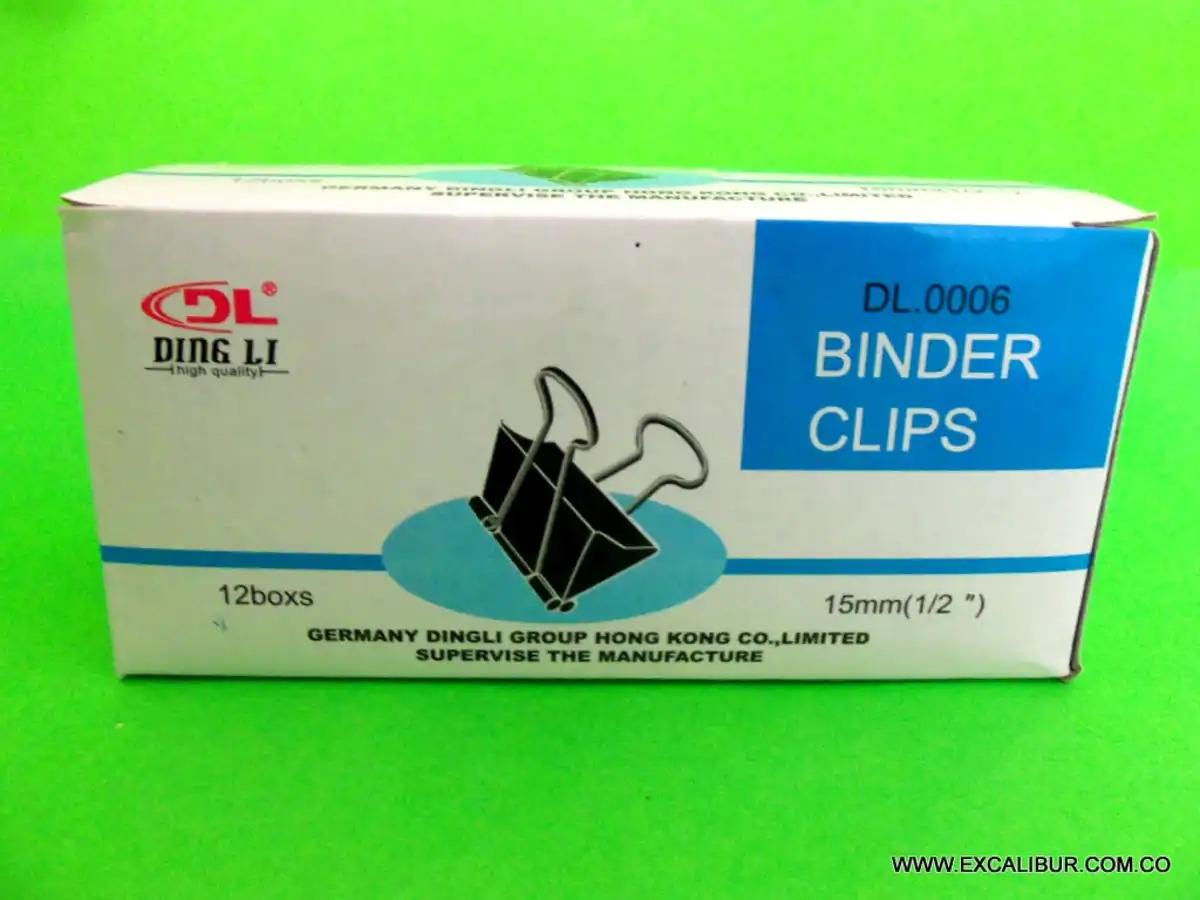 12boxs
GERMANY DINGLI GROUP HONG KONG CO.,LIMITED
SUPERVISE THE MANUFACTURE
DL®
DING LI
high quality
DL.0006
BINDER
CLIPS
12boxs
15mm(1/2 ")
GERMANY DINGLI GROUP HONG KONG CO.,LIMITED
SUPERVISE THE MANUFACTURE
WWW.EXCALIBUR.COM.CO